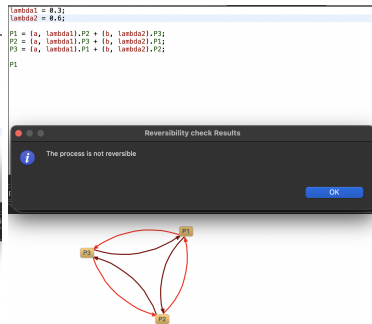 lambda1 = 0.3;
lambda2 = 0.6;
P1 = (a, lambda1).P2 + (b, lambda2).P3;
P2 = (a, lambda1).P3 + (b, lambda2).P1;
P3 = (a, lambda1).P1 + (b, lambda2).P2;
P1
Reversibility check Results
i
The process is not reversible
OK
P1
P3
P2